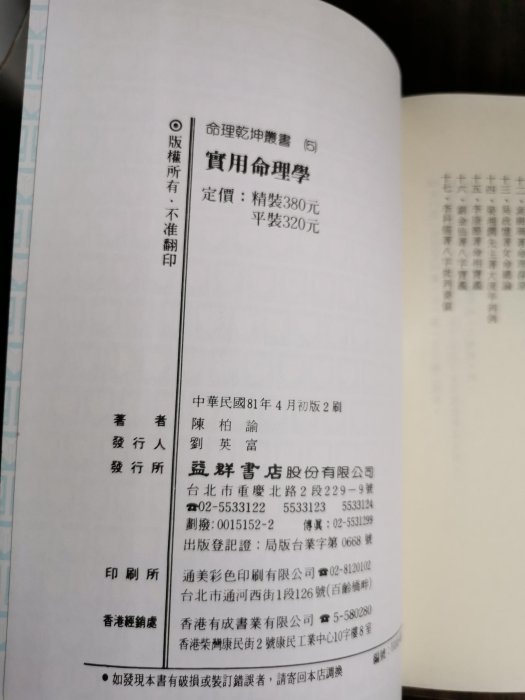 命理乾坤叢書 (5)
實用命理學
定價：精裝380元
平裝320元
⊙版權所有·不准翻印
中華民國81年4月初版2刷
著者 陳柏諭
發行人 劉英富
發行所 益群書店股份有限公司
台北市重慶北路2段229－9號
☎02-5533122 5533123 5533124
劃撥：0015152-2 傳真：02-5531299
出版登記證：局版台業字第0668號
印刷所 通美彩色印刷有限公司☎02-8120102
台北市通河西街1段126號(百齡橋畔)
香港經銷處 香港有成書業有限公司☎5-580280
香港柴灣康民街2號康民工業中心10字樓8室
編號：
●如發現本書有破損或裝訂錯誤者，請寄回本店調換